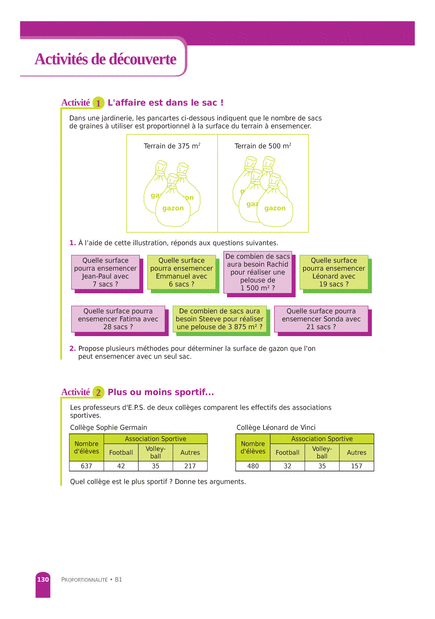 Activités de découverte
Activité 1 L'affaire est dans le sac !
Dans une jardinerie, les pancartes ci-dessous indiquent que le nombre de sacs
de graines à utiliser est proportionnel à la surface du terrain à ensemencer.
Terrain de 375 m²
Terrain de 500 m²
gazon
gazon
1. À l'aide de cette illustration, réponds aux questions suivantes.
Quelle surface
pourra ensemencer
Jean-Paul avec
7 sacs ?
Quelle surface
pourra ensemencer
Emmanuel avec
6 sacs ?
De combien de sacs
aura besoin Rachid
pour réaliser une
pelouse de
1 500 m² ?
Quelle surface
pourra ensemencer
Léonard avec
19 sacs ?
Quelle surface pourra
ensemencer Fatima avec
28 sacs ?
De combien de sacs aura
besoin Steeve pour réaliser
une pelouse de 3 875 m² ?
Quelle surface pourra
ensemencer Sonda avec
21 sacs ?
2. Propose plusieurs méthodes pour déterminer la surface de gazon que l'on
peut ensemencer avec un seul sac.
Activité 2 Plus ou moins sportif...
Les professeurs d'E.P.S. de deux collèges comparent les effectifs des associations
sportives.
Collège Sophie Germain
Nombre
d'élèves
Association Sportive
Football
Volley-
ball
Autres
637 42 35 217
Collège Léonard de Vinci
Nombre
d'élèves
Association Sportive
Football
Volley-
ball
Autres
480 32 35 157
Quel collège est le plus sportif ? Donne tes arguments.
130 PROPORTIONNALITÉ • B1